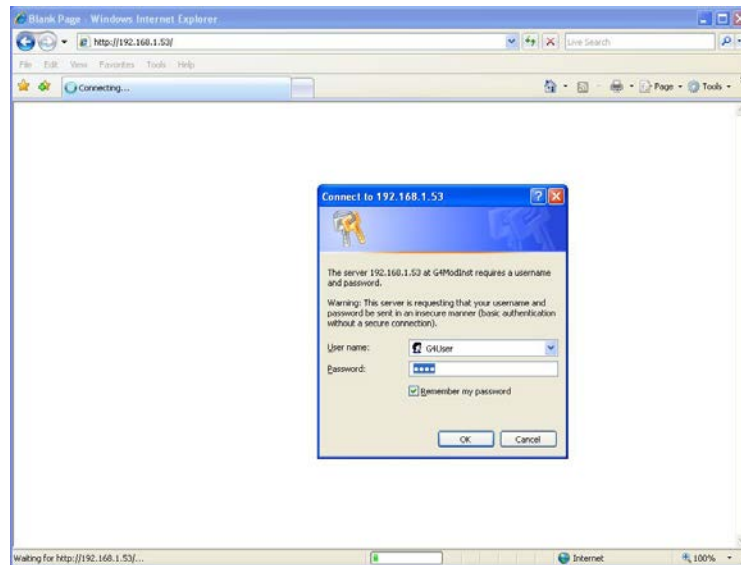 Blank Page - Windows Internet Explorer
http://192.168.1.53/
Live Search
File Edit View Favorites Tools Help
Connecting...
Page Tools
Connect to 192.168.1.53
The server 192.168.1.53 at G4ModInst requires a username
and password.
Warning: This server is requesting that your username and
password be sent in an insecure manner (basic authentication
without a secure connection).
User name: G4User
Password:
Remember my password
OK Cancel
Waiting for http://192.168.1.53/...
Internet 100%